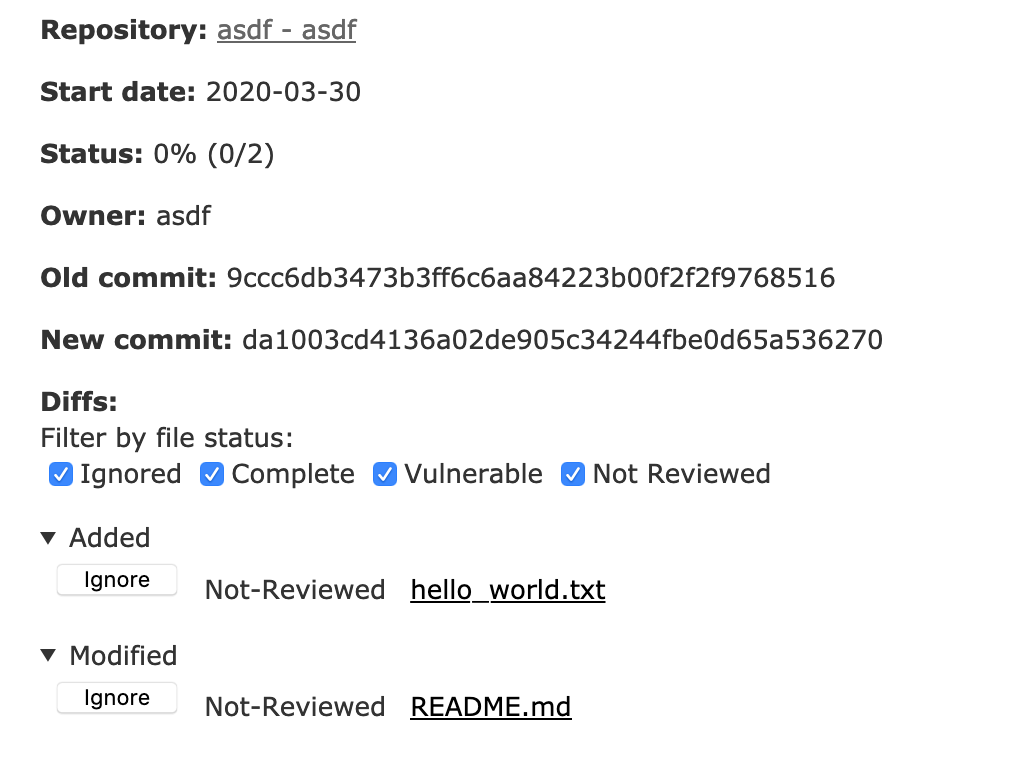 Repository: asdf - asdf
Start date: 2020-03-30
Status: 0% (0/2)
Owner: asdf
Old commit: 9ccc6db3473b3ff6c6aa84223b00f2f2f9768516
New commit: da1003cd4136a02de905c34244fbe0d65a536270
Diffs:
Filter by file status:
Ignored Complete Vulnerable Not Reviewed
Added
Ignore Not-Reviewed hello_world.txt
Modified
Ignore Not-Reviewed README.md